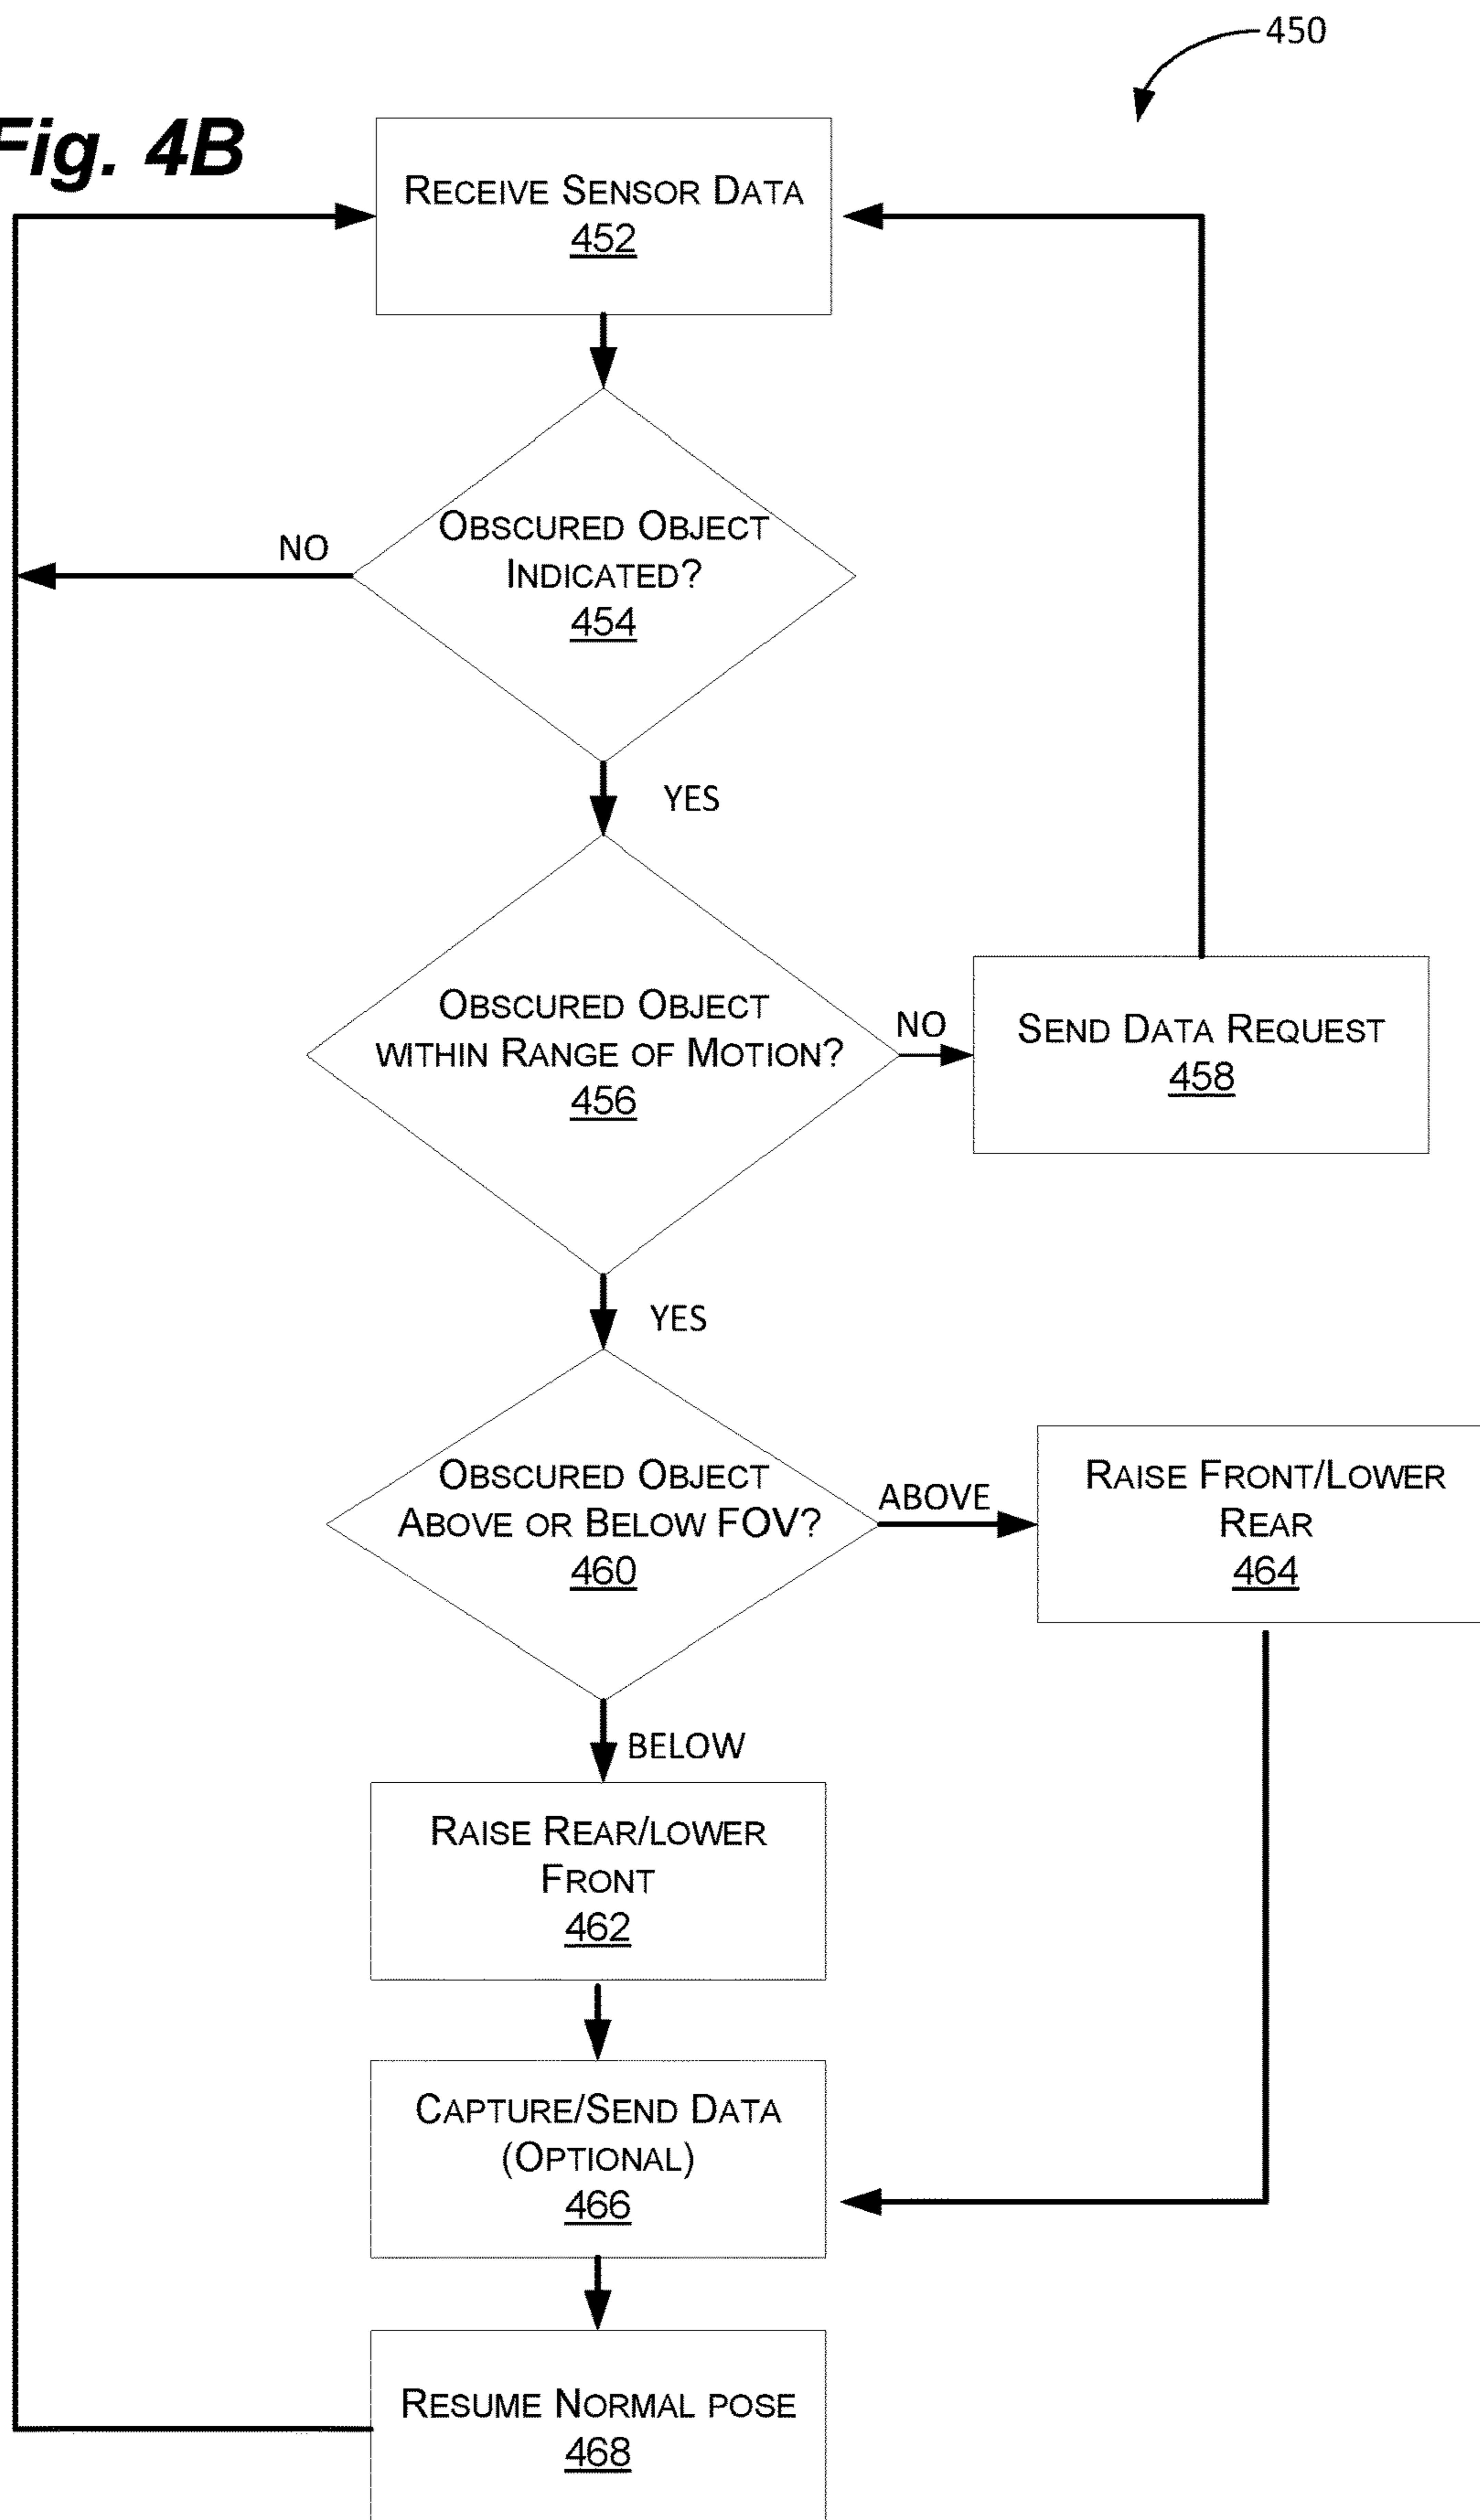 450
Fig. 4B
RECEIVE SENSOR DATA
452
OBSCURED OBJECT
INDICATED?
454
NO
YES
OBSCURED OBJECT
WITHIN RANGE OF MOTION?
456
NO
SEND DATA REQUEST
458
YES
OBSCURED OBJECT
ABOVE OR BELOW FOV?
460
ABOVE
RAISE FRONT/LOWER
REAR
464
BELOW
RAISE REAR/LOWER
FRONT
462
CAPTURE/SEND DATA
(OPTIONAL)
466
RESUME NORMAL POSE
468